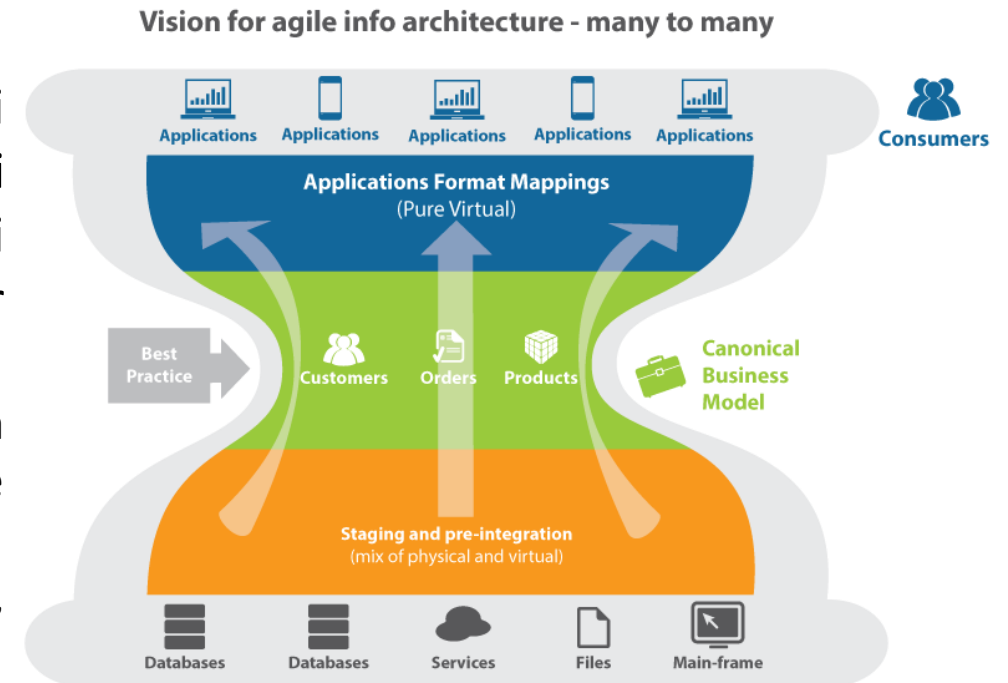 Vision for agile info architecture - many to many
Applications Applications Applications Applications Applications
Consumers
Applications Format Mappings
(Pure Virtual)
Best
Practice
Customers Orders Products
Canonical
Business
Model
Staging and pre-integration
(mix of physical and virtual)
Databases Databases Services Files Main-frame